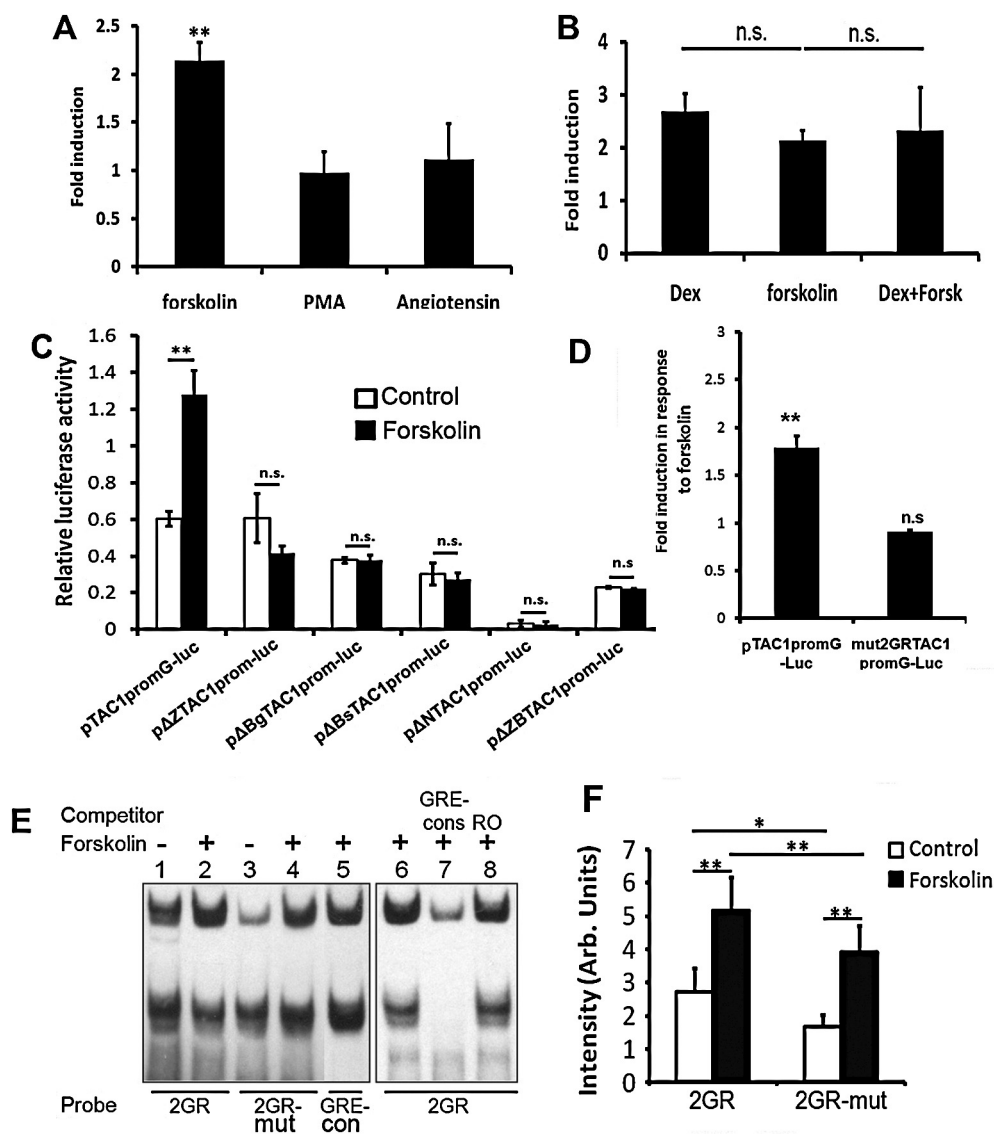 A
Fold induction
2.5
2
1.5
1
0.5
0
**
forskolin
PMA
Angiotensin
B
Fold induction
4
3
2
1
0
n.s.
n.s.
Dex
forskolin
Dex+Forsk
C
Relative luciferase activity
1.6
1.4
1.2
1
0.8
0.6
0.4
0.2
0
**
n.s.
n.s.
n.s.
n.s.
n.s
Control
Forskolin
pTAC1promG-luc
pΔZTAC1prom-luc
pΔBgTAC1prom-luc
pΔBsTAC1prom-luc
pΔNTAC1prom-luc
pΔZBTAC1prom-luc
D
Fold induction in response
to forskolin
3
2.5
2
1.5
1
0.5
0
**
n.s
pTAC1promG
-Luc
mut2GRTAC1
promG-Luc
E
Competitor
GRE-
cons RO
Forskolin - + - + + + + +
1 2 3 4 5 6 7 8
Probe
2GR
2GR-
mut
GRE-
con
2GR
F
Intensity (Arb. Units)
7
6
5
4
3
2
1
0
*
**
**
**
Control
Forskolin
2GR
2GR-mut